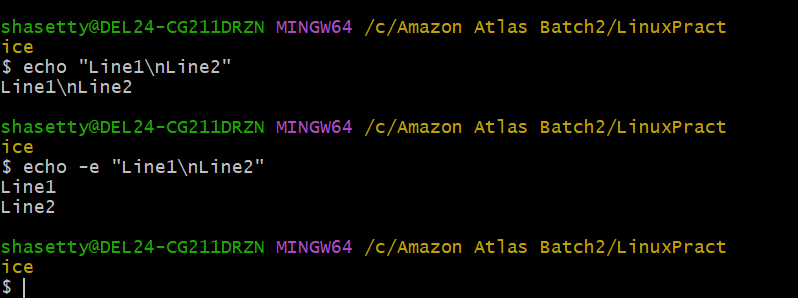 shasetty@DEL24-CG211DRZN MINGW64 /c/Amazon Atlas Batch2/LinuxPract
ice
$ echo "Line1\nLine2"
Line1\nLine2
shasetty@DEL24-CG211DRZN MINGW64 /c/Amazon Atlas Batch2/LinuxPract
ice
$ echo -e "Line1\nLine2"
Line1
Line2
shasetty@DEL24-CG211DRZN MINGW64 /c/Amazon Atlas Batch2/LinuxPract
ice
$